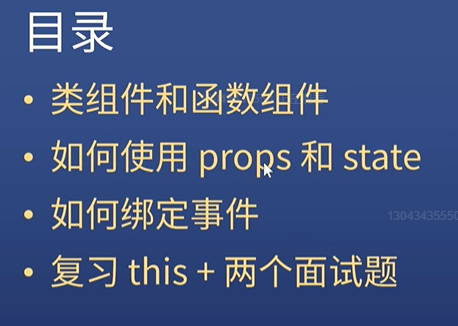 目录
• 类组件和函数组件
• 如何使用 props 和 state
• 如何绑定事件
13043435550
• 复习 this + 两个面试题